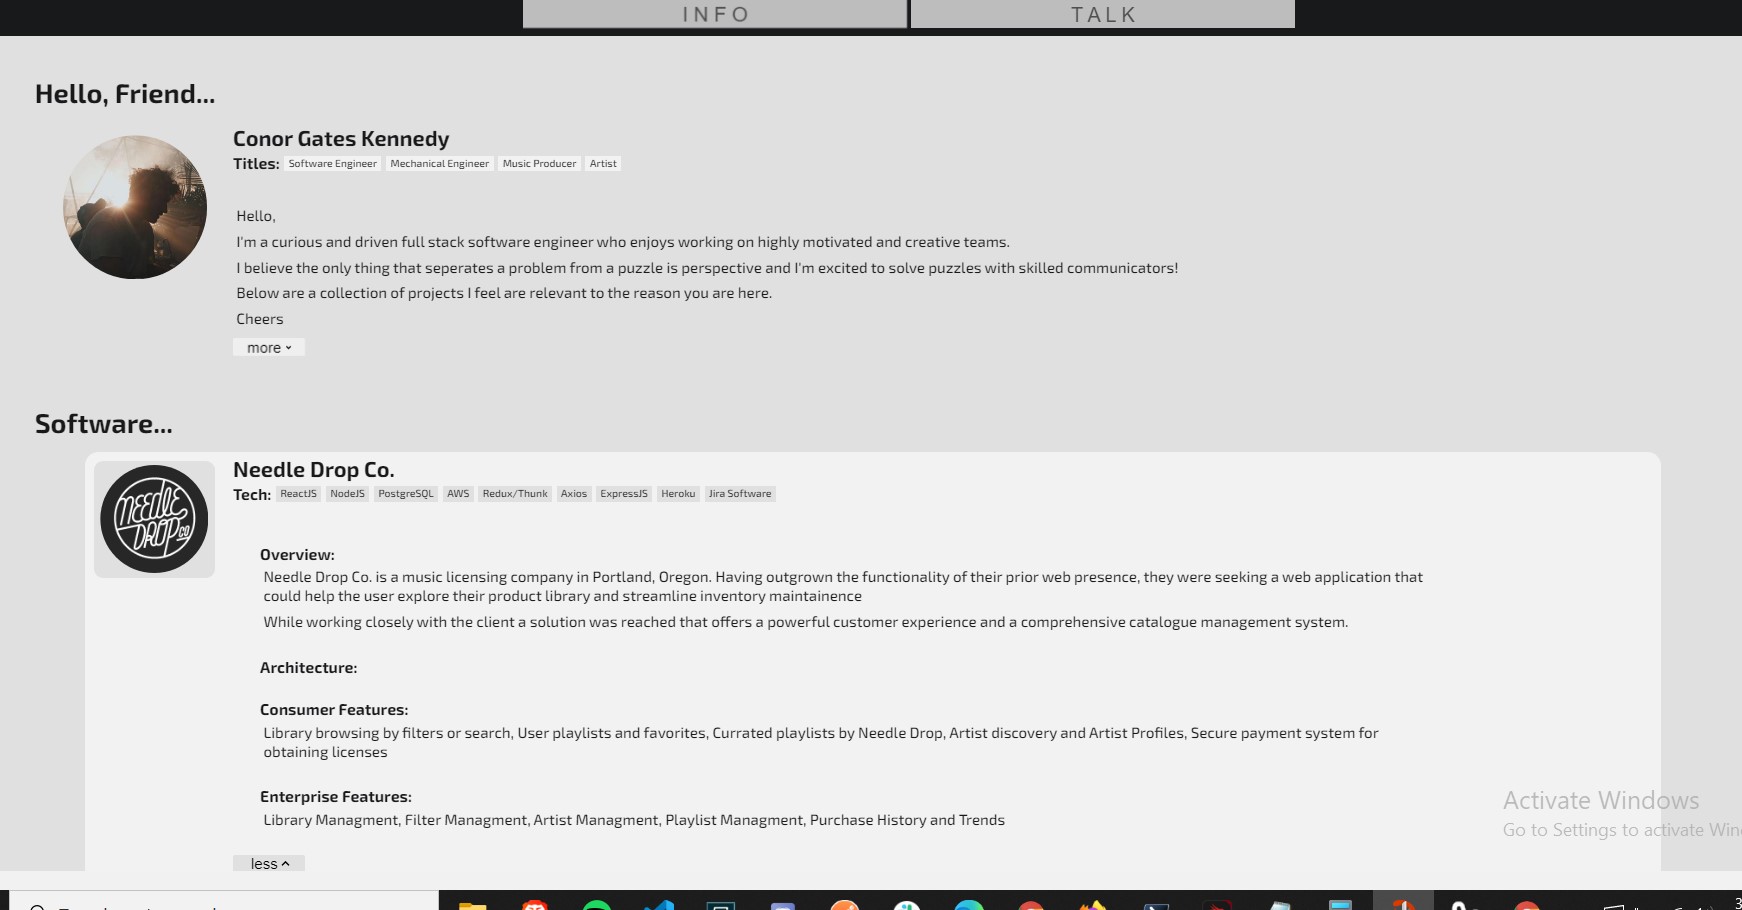 INFO
TALK
Hello, Friend...
Conor Gates Kennedy
Titles: Software Engineer Mechanical Engineer Music Producer Artist
Hello,
I'm a curious and driven full stack software engineer who enjoys working on highly motivated and creative teams.
I believe the only thing that seperates a problem from a puzzle is perspective and I'm excited to solve puzzles with skilled communicators!
Below are a collection of projects I feel are relevant to the reason you are here.
Cheers
more
Software...
NEEDLE
DROP CO
Needle Drop Co.
Tech: ReactJS NodeJS PostgreSQL AWS Redux/Thunk Axios ExpressJS Heroku Jira Software
Overview:
Needle Drop Co. is a music licensing company in Portland, Oregon. Having outgrown the functionality of their prior web presence, they were seeking a web application that
could help the user explore their product library and streamline inventory maintainence
While working closely with the client a solution was reached that offers a powerful customer experience and a comprehensive catalogue management system.
Architecture:
Consumer Features:
Library browsing by filters or search, User playlists and favorites, Currated playlists by Needle Drop, Artist discovery and Artist Profiles, Secure payment system for
obtaining licenses
Enterprise Features:
Library Managment, Filter Managment, Artist Managment, Playlist Managment, Purchase History and Trends
less
Activate Windows
Go to Settings to activate Win